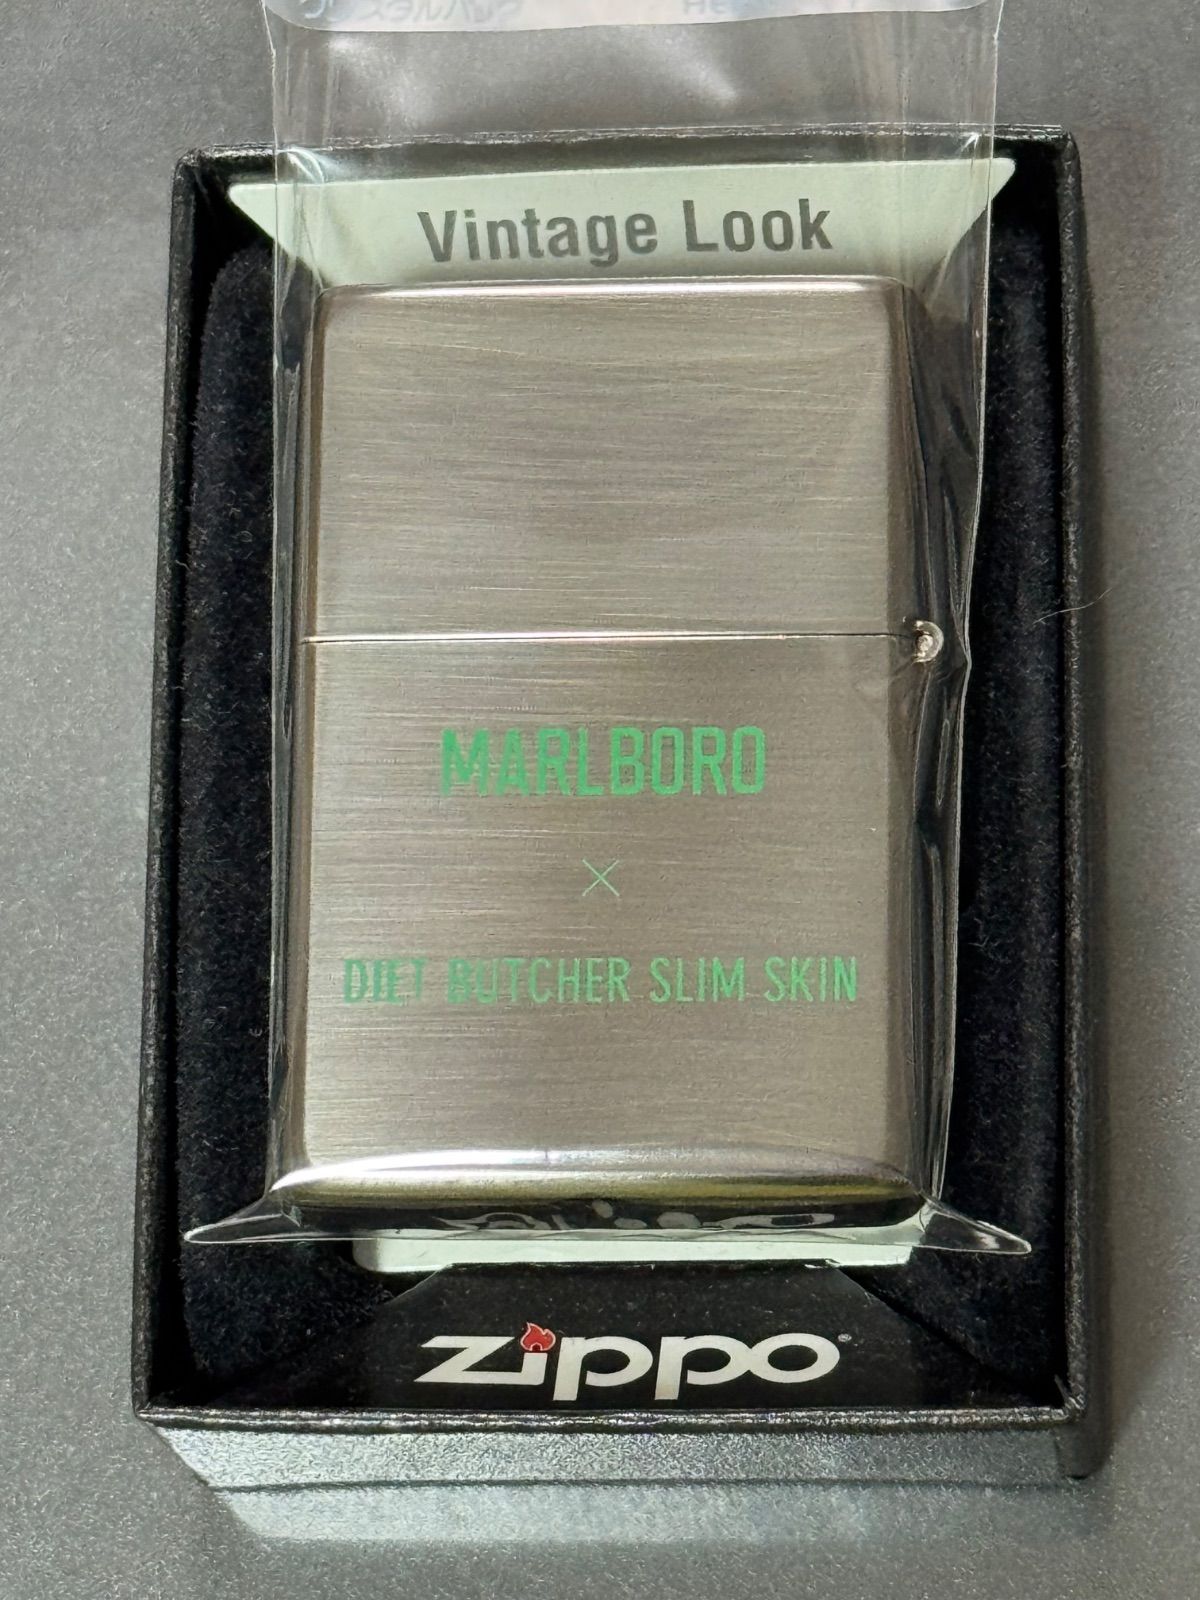 Vintage Look
MARLBORO
×
DIET BUTCHER SLIM SKIN
zippo